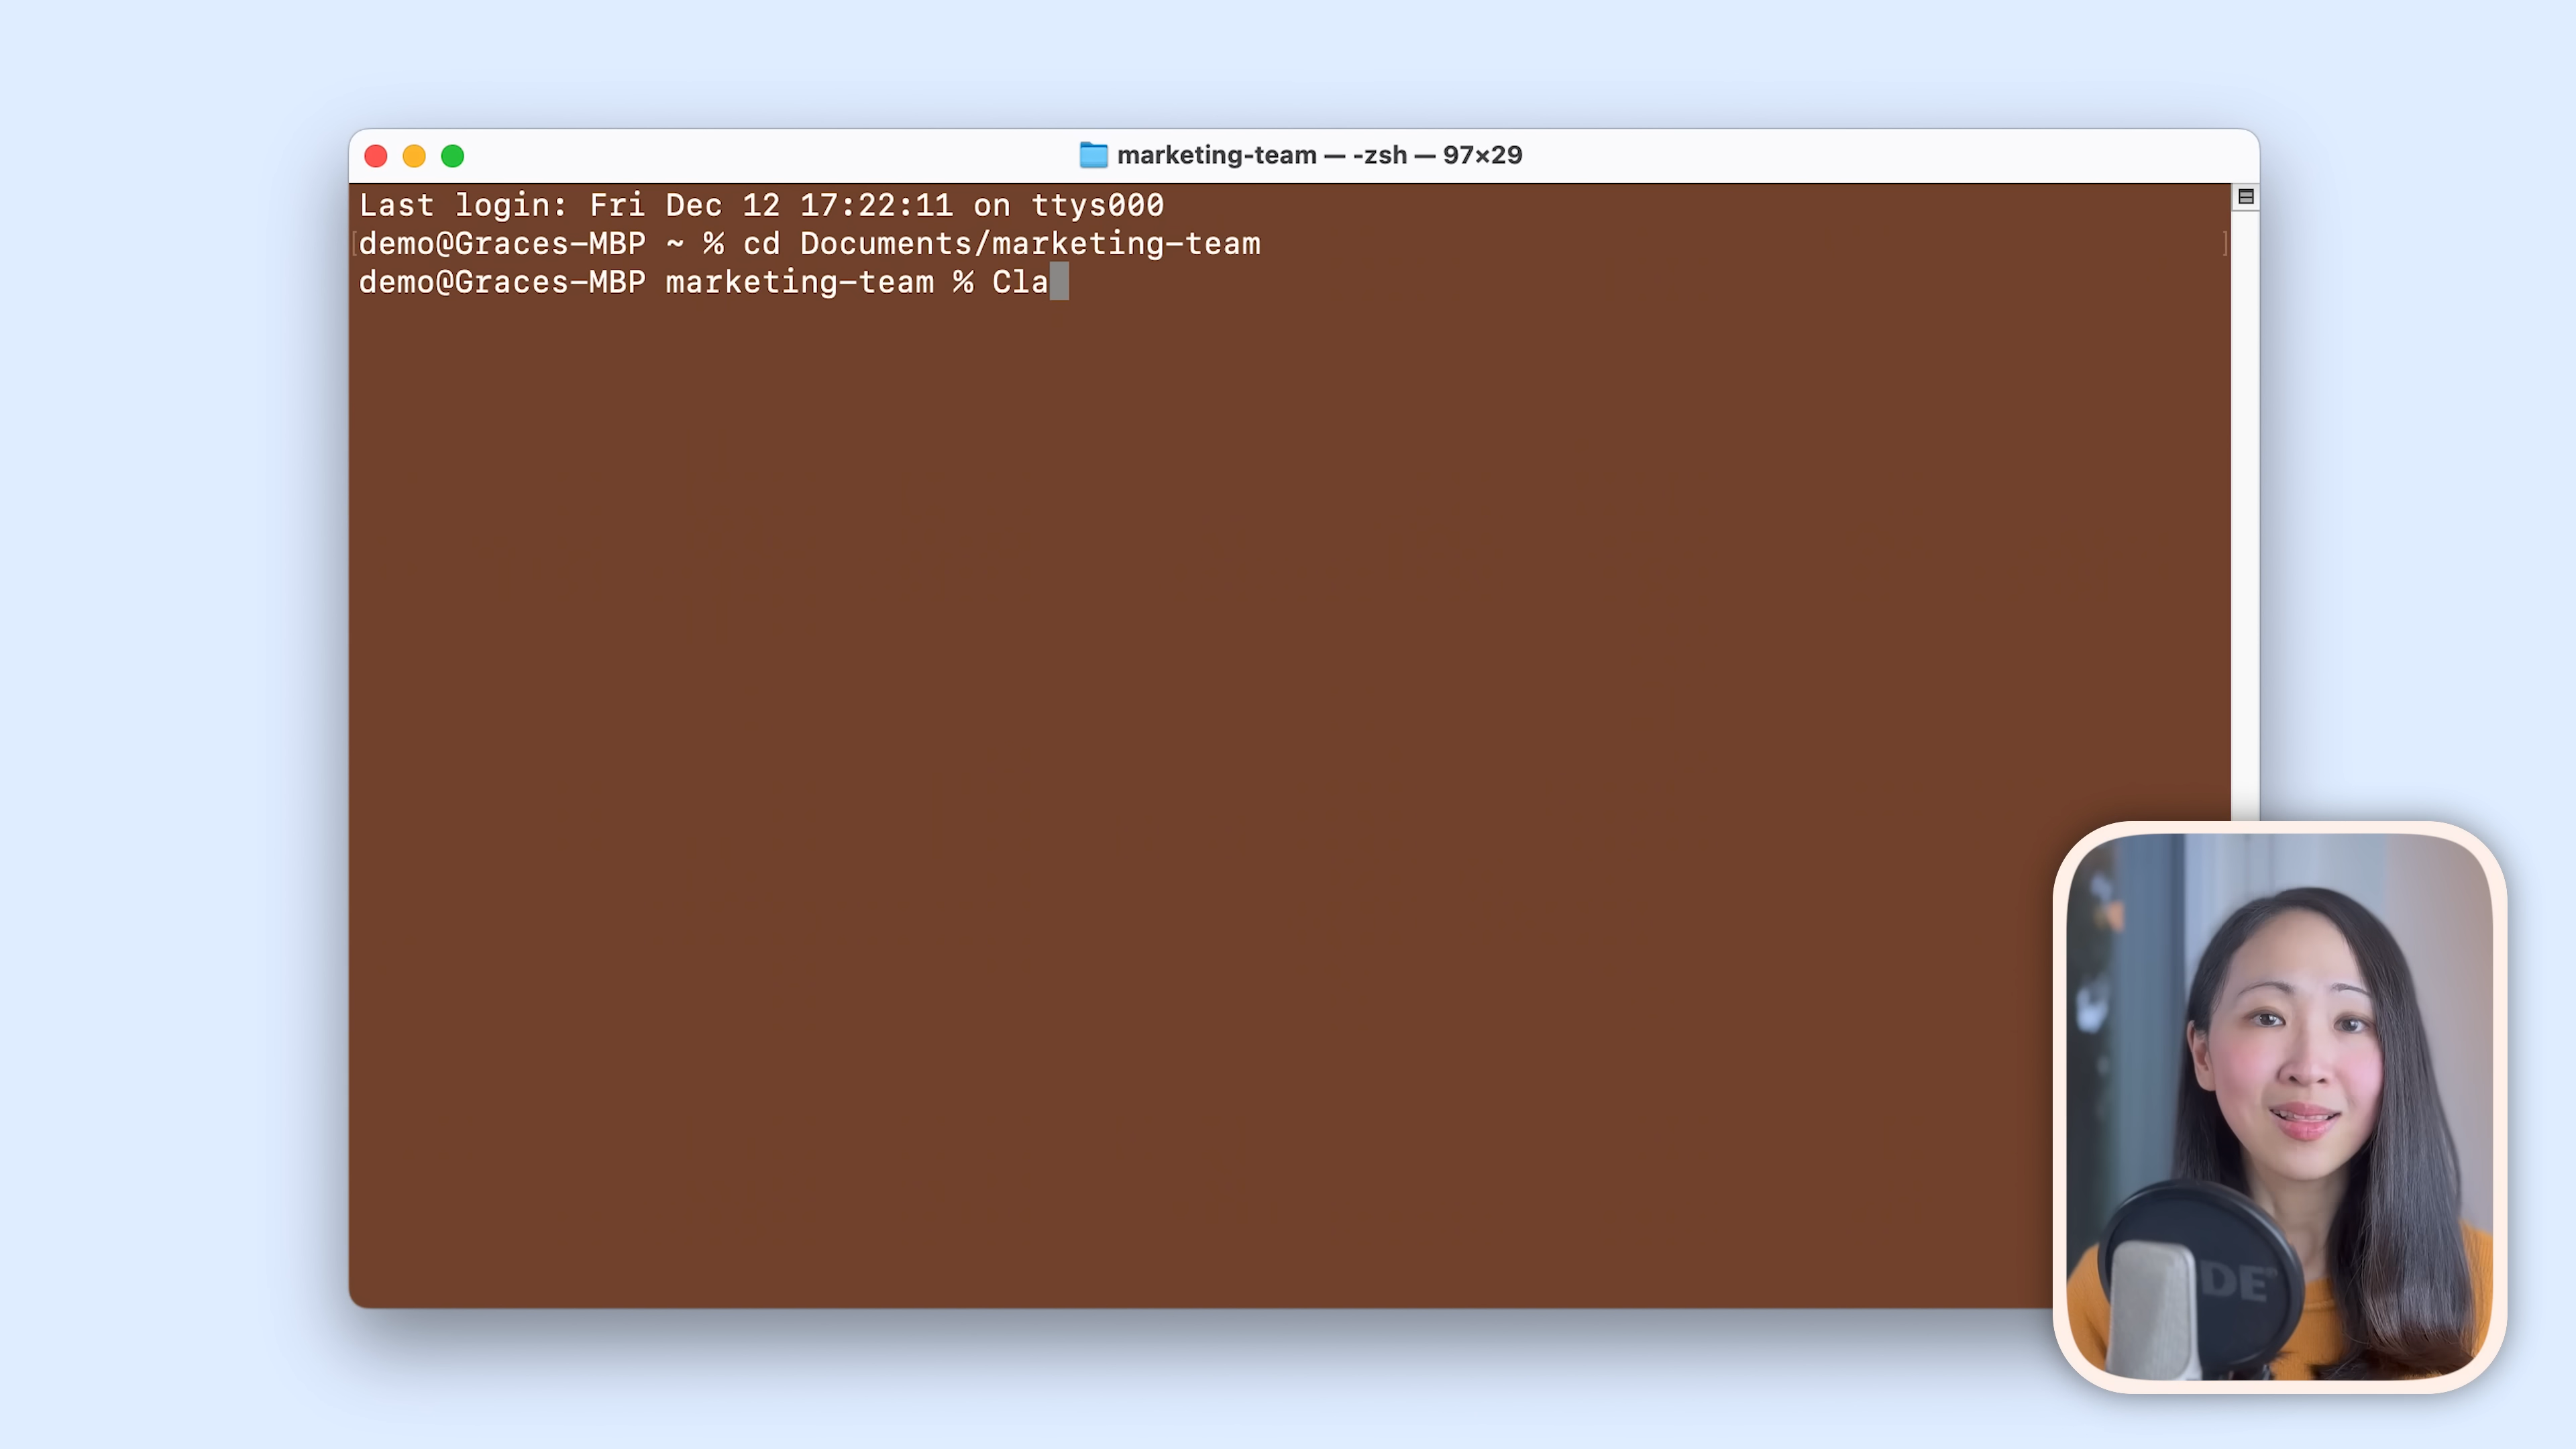 marketing-team — -zsh — 97×29
Last login: Fri Dec 12 17:22:11 on ttys000
[demo@Graces-MBP ~ % cd Documents/marketing-team ]
demo@Graces-MBP marketing-team % Cla
DE